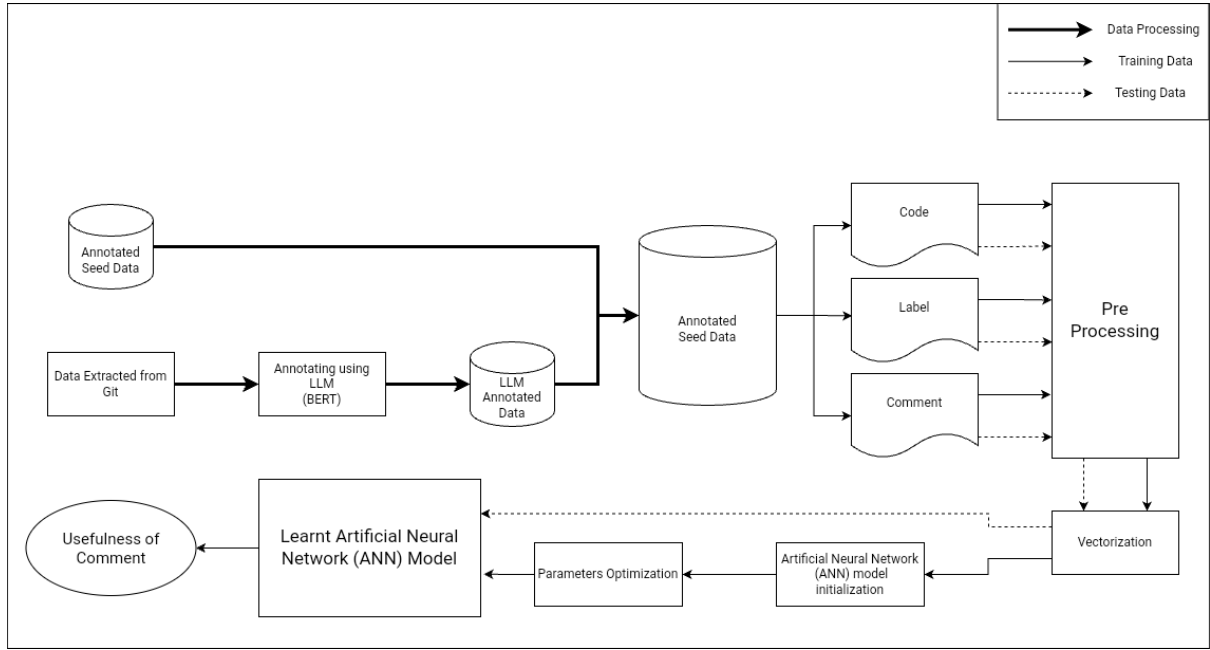 Data Processing
Training Data
Testing Data
Annotated
Seed Data
Data Extracted from
Git
Annotating using
LLM
(BERT)
LLM
Annotated
Data
Annotated
Seed Data
Code
Label
Comment
Pre
Processing
Vectorization
Artificial Neural Network
(ANN) model
initialization
Parameters Optimization
Learnt Artificial Neural
Network (ANN) Model
Usefulness of
Comment